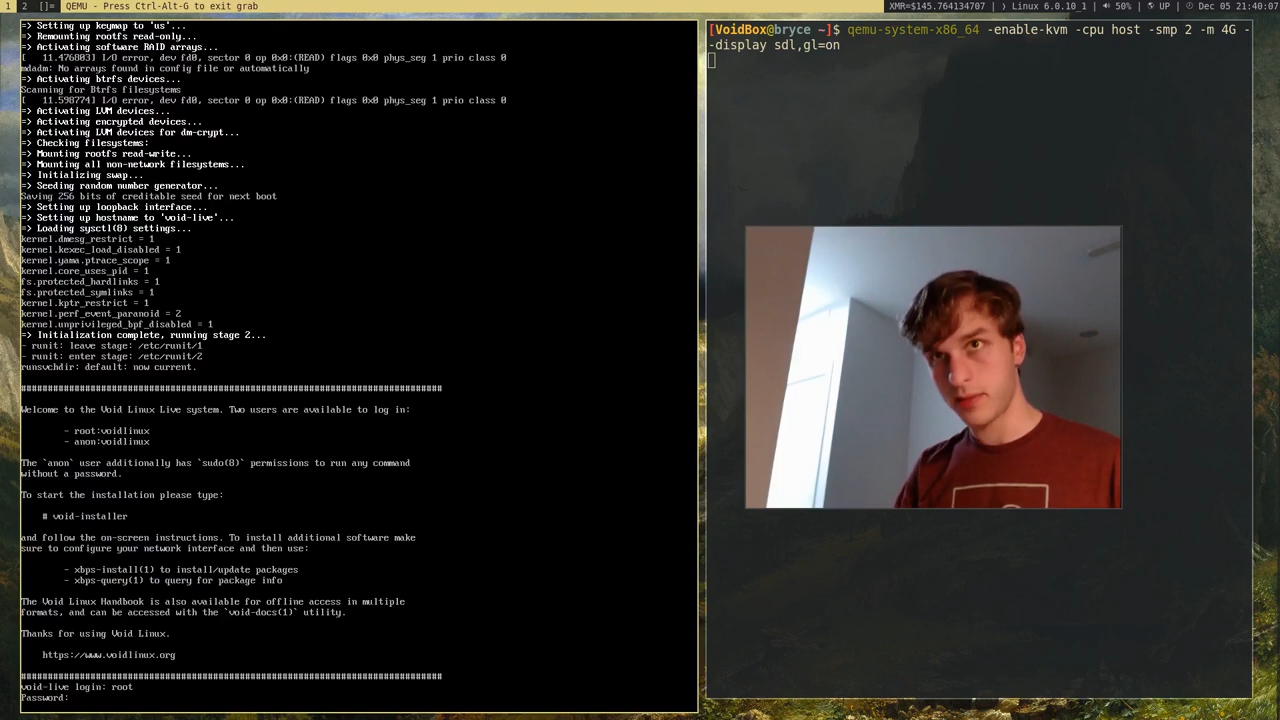 1 2 []= QEMU - Press Ctrl-Alt-G to exit grab
XMR=$145.764134707 | Linux 6.0.10_1 | 50% | UP | Dec 05 21:40:07
=> Setting up keymap to 'us'...
=> Remounting rootfs read-only...
=> Activating software RAID arrays...
[   11.476803] I/O error, dev fd0, sector 0 op 0x0:(READ) flags 0x0 phys_seg 1 prio class 0
mdadm: No arrays found in config file or automatically
=> Activating btrfs devices...
Scanning for Btrfs filesystems
[   11.598774] I/O error, dev fd0, sector 0 op 0x0:(READ) flags 0x0 phys_seg 1 prio class 0
=> Activating LVM devices...
=> Activating encrypted devices...
=> Activating LVM devices for dm-crypt...
=> Checking filesystems:
=> Mounting rootfs read-write...
=> Mounting all non-network filesystems...
=> Initializing swap...
=> Seeding random number generator...
Saving 256 bits of creditable seed for next boot
=> Setting up loopback interface...
=> Setting up hostname to 'void-live'...
=> Loading sysctl(8) settings...
kernel.dmesg_restrict = 1
kernel.kexec_load_disabled = 1
kernel.yama.ptrace_scope = 1
kernel.core_uses_pid = 1
fs.protected_hardlinks = 1
fs.protected_symlinks = 1
kernel.kptr_restrict = 1
kernel.perf_event_paranoid = 2
kernel.unprivileged_bpf_disabled = 1
=> Initialization complete, running stage 2...
- runit: leave stage: /etc/runit/1
- runit: enter stage: /etc/runit/2
runsvchdir: default: now current.
###############################################################################
Welcome to the Void Linux Live system. Two users are available to log in:
- root:voidlinux
- anon:voidlinux
The `anon` user additionally has `sudo(8)` permissions to run any command
without a password.
To start the installation please type:
# void-installer
and follow the on-screen instructions. To install additional software make
sure to configure your network interface and then use:
- xbps-install(1) to install/update packages
- xbps-query(1) to query for package info
The Void Linux Handbook is also available for offline access in multiple
formats, and can be accessed with the `void-docs(1)` utility.
Thanks for using Void Linux.
https://www.voidlinux.org
###############################################################################
void-live login: root
Password:
[VoidBox@bryce ~]$ qemu-system-x86_64 -enable-kvm -cpu host -smp 2 -m 4G -
-display sdl,gl=on